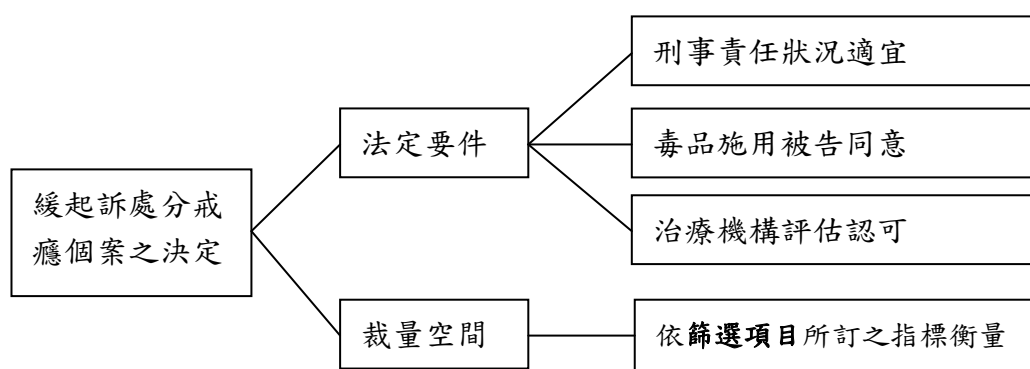 緩起訴處分戒
癮個案之決定
法定要件
刑事責任狀況適宜
毒品施用被告同意
治療機構評估認可
裁量空間
依篩選項目所訂之指標衡量